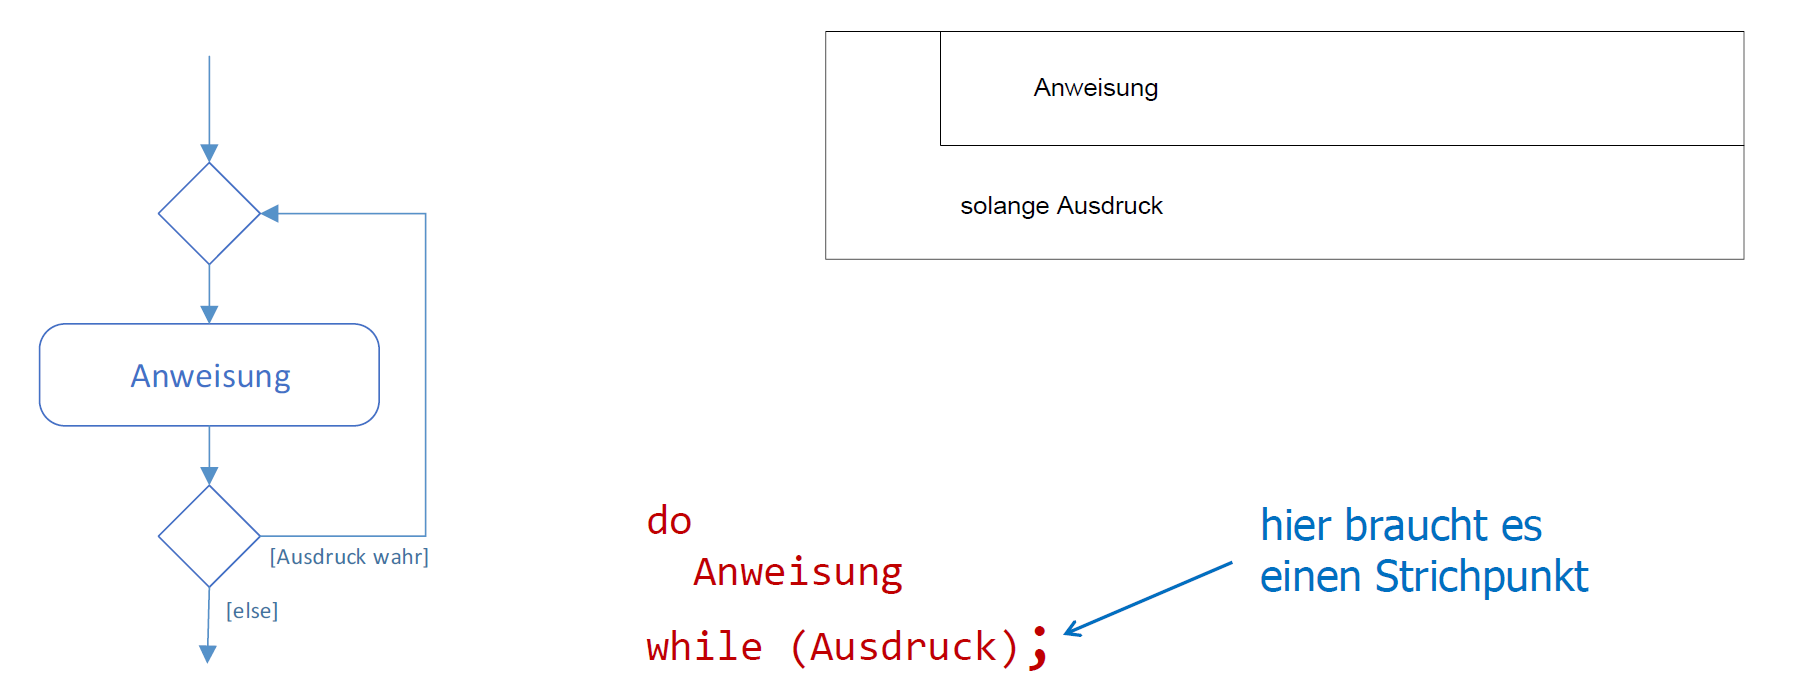 Anweisung
[Ausdruck wahr]
[else]
Anweisung
solange Ausdruck
do
Anweisung
while (Ausdruck);
hier braucht es
einen Strichpunkt